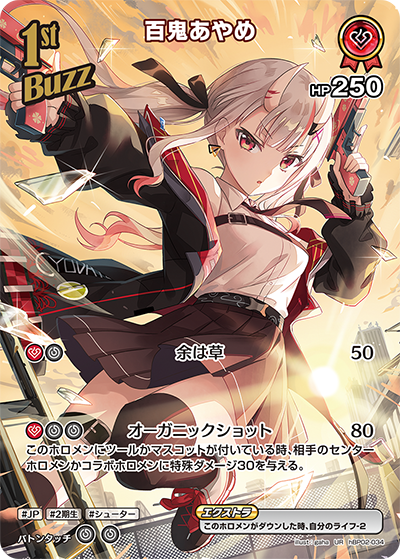 1st
Buzz
百鬼あやめ
HP250
余は草 50
オーガニックショット 80
このホロメンにツールかマスコットが付いている時、相手のセンター
ホロメンかコラボホロメンに特殊ダメージ30を与える。
#JP #2期生 #シューター
エクストラ
このホロメンがダウンした時、自分のライフ-2
バトンタッチ
illust: gaha UR hBP02-034